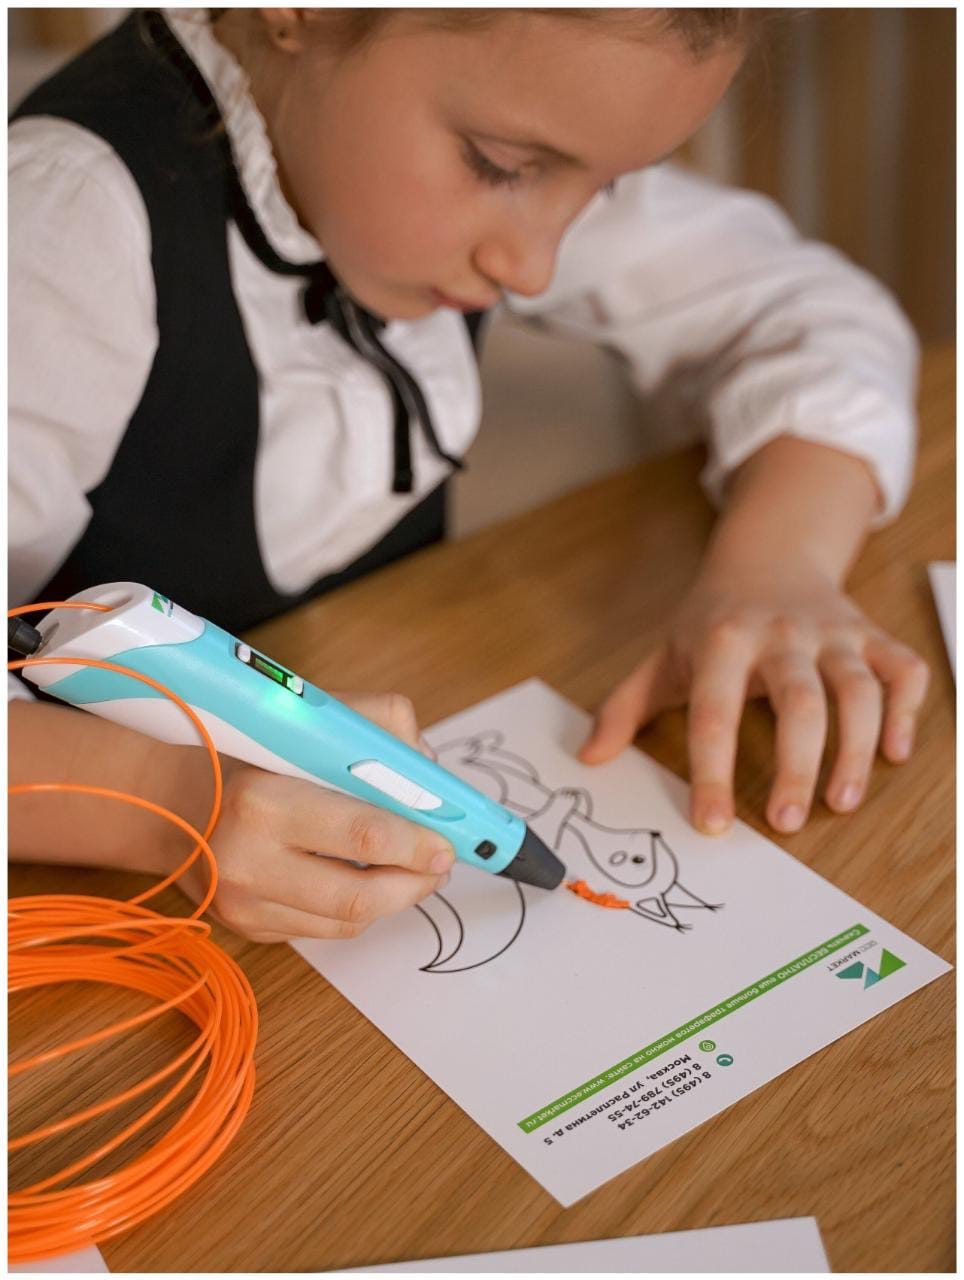 ECC MARKET
Скачать БЕСПЛАТНО еще больше трафаретов можно на сайте: www.eccmarket.ru
8 (495) 142-62-34
8 (495) 789-74-55
Москва, ул Расплетина д. 5